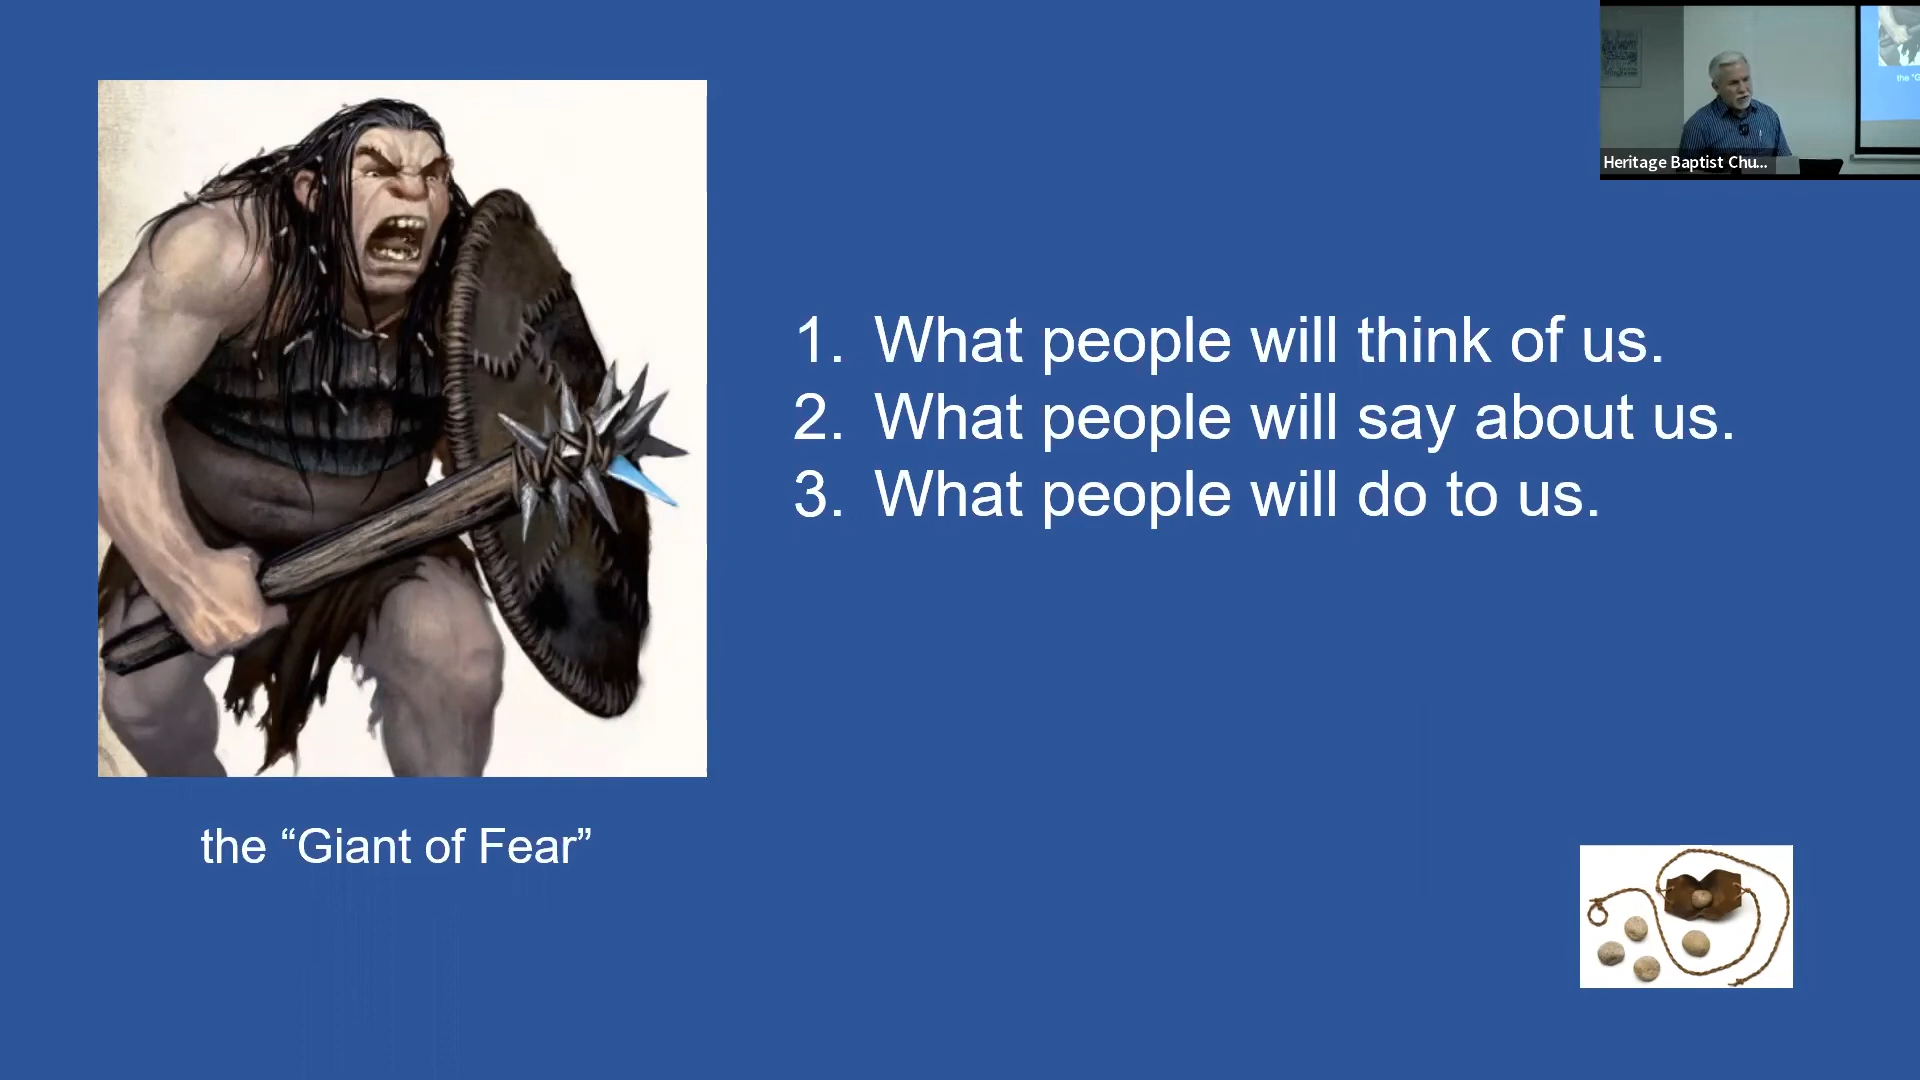 Heritage Baptist Chu...
1. What people will think of us.
2. What people will say about us.
3. What people will do to us.
the “Giant of Fear”
the "G